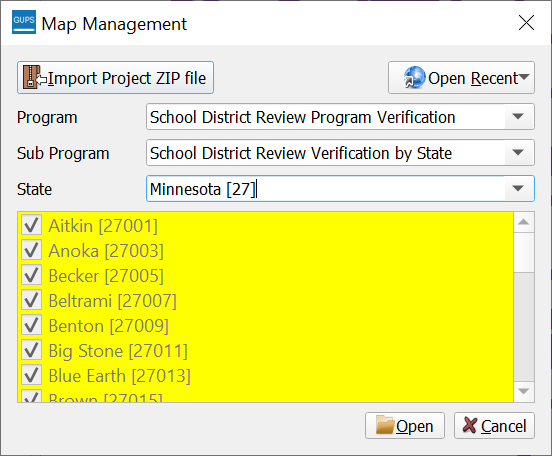 GUPS Map Management
Import Project ZIP file Open Recent
Program School District Review Program Verification
Sub Program School District Review Verification by State
State Minnesota [27]
Aitkin [27001]
Anoka [27003]
Becker [27005]
Beltrami [27007]
Benton [27009]
Big Stone [27011]
Blue Earth [27013]
Brown [27015]
Open Cancel